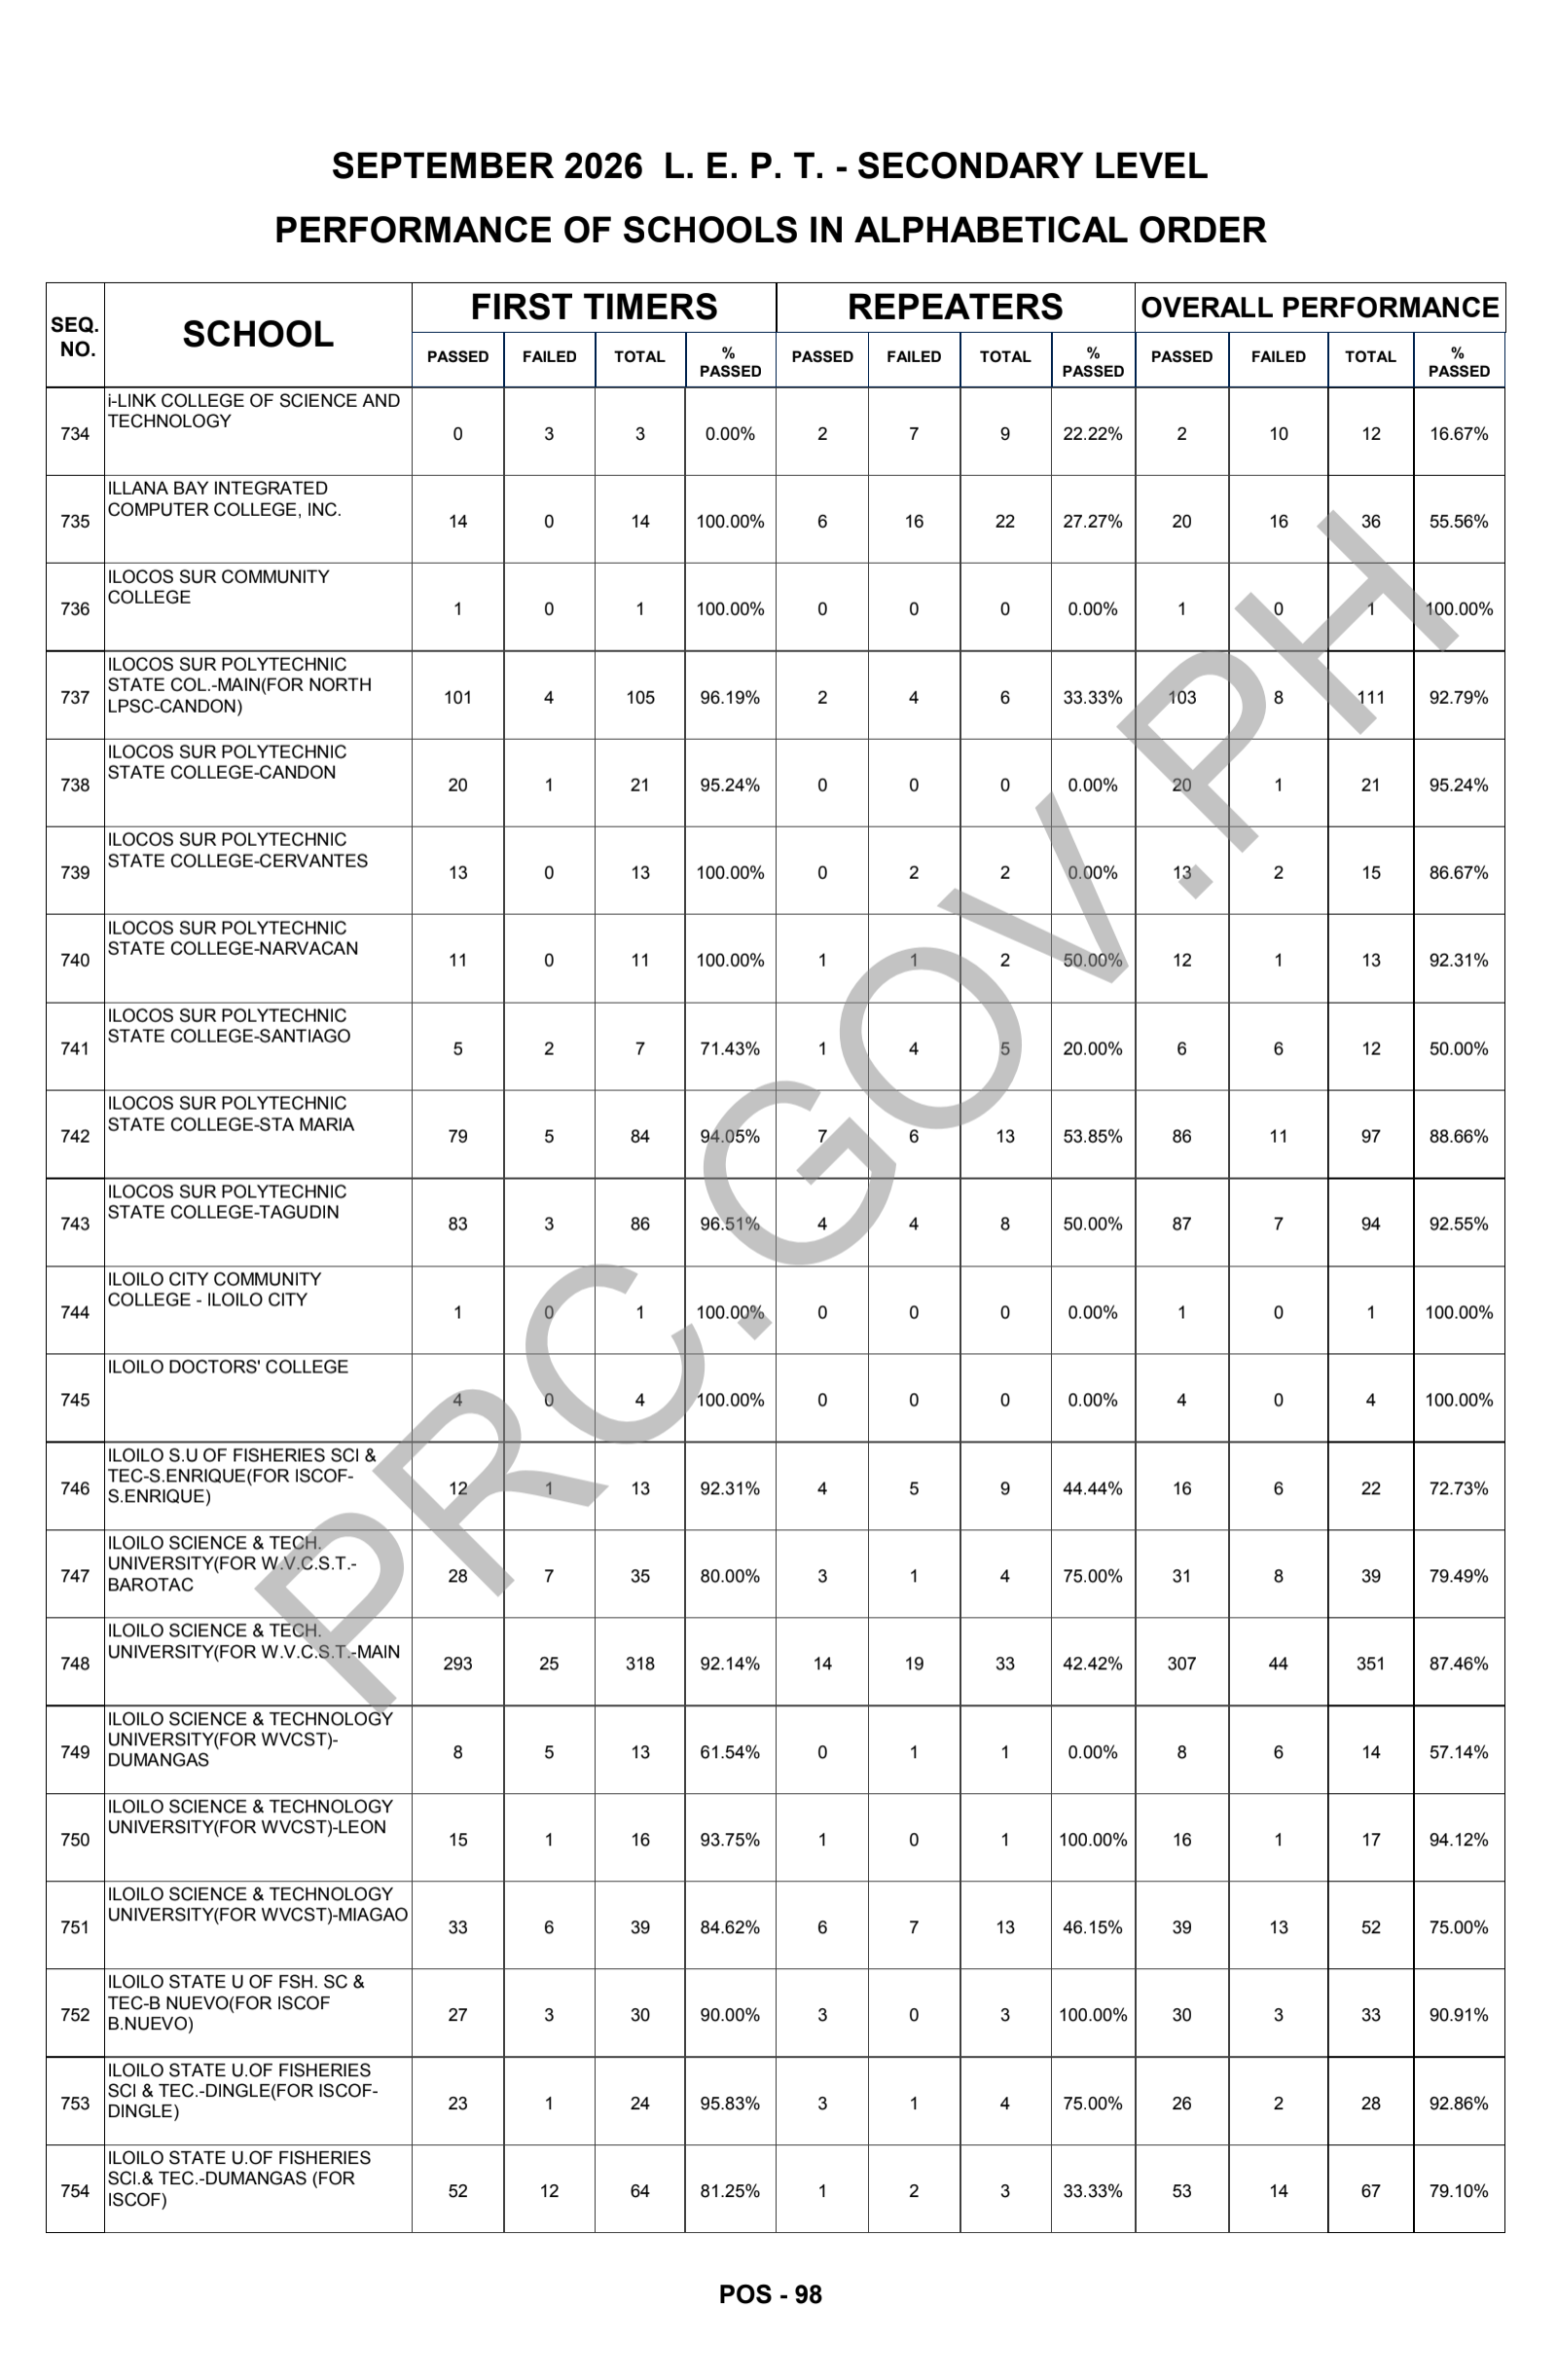 SEPTEMBER 2026 L. E. P. T. - SECONDARY LEVEL
PERFORMANCE OF SCHOOLS IN ALPHABETICAL ORDER
SEQ. NO. SCHOOL FIRST TIMERS REPEATERS OVERALL PERFORMANCE
PASSED FAILED TOTAL % PASSED PASSED FAILED TOTAL % PASSED PASSED FAILED TOTAL % PASSED
i-LINK COLLEGE OF SCIENCE AND
TECHNOLOGY
734 0 3 3 0.00% 2 7 9 22.22% 2 10 12 16.67%
ILLANA BAY INTEGRATED
COMPUTER COLLEGE, INC.
735 14 0 14 100.00% 6 16 22 27.27% 20 16 36 55.56%
ILOCOS SUR COMMUNITY
COLLEGE
736 1 0 1 100.00% 0 0 0 0.00% 1 0 1 100.00%
ILOCOS SUR POLYTECHNIC
STATE COL.-MAIN(FOR NORTH
LPSC-CANDON)
737 101 4 105 96.19% 2 4 6 33.33% 103 8 111 92.79%
ILOCOS SUR POLYTECHNIC
STATE COLLEGE-CANDON
738 20 1 21 95.24% 0 0 0 0.00% 20 1 21 95.24%
ILOCOS SUR POLYTECHNIC
STATE COLLEGE-CERVANTES
739 13 0 13 100.00% 0 2 2 0.00% 13 2 15 86.67%
ILOCOS SUR POLYTECHNIC
STATE COLLEGE-NARVACAN
740 11 0 11 100.00% 1 1 2 50.00% 12 1 13 92.31%
ILOCOS SUR POLYTECHNIC
STATE COLLEGE-SANTIAGO
741 5 2 7 71.43% 1 4 5 20.00% 6 6 12 50.00%
ILOCOS SUR POLYTECHNIC
STATE COLLEGE-STA MARIA
742 79 5 84 94.05% 7 6 13 53.85% 86 11 97 88.66%
ILOCOS SUR POLYTECHNIC
STATE COLLEGE-TAGUDIN
743 83 3 86 96.51% 4 4 8 50.00% 87 7 94 92.55%
ILOILO CITY COMMUNITY
COLLEGE - ILOILO CITY
744 1 0 1 100.00% 0 0 0 0.00% 1 0 1 100.00%
ILOILO DOCTORS' COLLEGE
745 4 0 4 100.00% 0 0 0 0.00% 4 0 4 100.00%
ILOILO S.U OF FISHERIES SCI &
TEC-S.ENRIQUE(FOR ISCOF-
S.ENRIQUE)
746 12 1 13 92.31% 4 5 9 44.44% 16 6 22 72.73%
ILOILO SCIENCE & TECH.
UNIVERSITY(FOR W.V.C.S.T.-
BAROTAC
747 28 7 35 80.00% 3 1 4 75.00% 31 8 39 79.49%
ILOILO SCIENCE & TECH.
UNIVERSITY(FOR W.V.C.S.T.-MAIN
748 293 25 318 92.14% 14 19 33 42.42% 307 44 351 87.46%
ILOILO SCIENCE & TECHNOLOGY
UNIVERSITY(FOR WVCST)-
DUMANGAS
749 8 5 13 61.54% 0 1 1 0.00% 8 6 14 57.14%
ILOILO SCIENCE & TECHNOLOGY
UNIVERSITY(FOR WVCST)-LEON
750 15 1 16 93.75% 1 0 1 100.00% 16 1 17 94.12%
ILOILO SCIENCE & TECHNOLOGY
UNIVERSITY(FOR WVCST)-MIAGAO
751 33 6 39 84.62% 6 7 13 46.15% 39 13 52 75.00%
ILOILO STATE U OF FSH. SC &
TEC-B NUEVO(FOR ISCOF
B.NUEVO)
752 27 3 30 90.00% 3 0 3 100.00% 30 3 33 90.91%
ILOILO STATE U.OF FISHERIES
SCI & TEC.-DINGLE(FOR ISCOF-
DINGLE)
753 23 1 24 95.83% 3 1 4 75.00% 26 2 28 92.86%
ILOILO STATE U.OF FISHERIES
SCI.& TEC.-DUMANGAS (FOR
ISCOF)
754 52 12 64 81.25% 1 2 3 33.33% 53 14 67 79.10%
PRC.GOV.PH
POS - 98